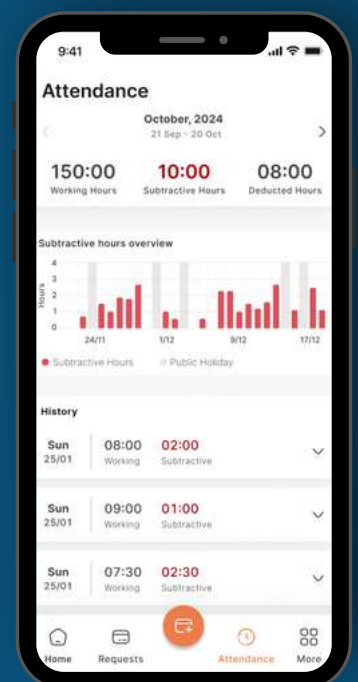 9:41
Attendance
October, 2024
21 Sep - 20 Oct
150:00 10:00 08:00
Working Hours Subtractive Hours Deducted Hours
Subtractive hours overview
4
3
2
1
0
Hours
24/11 1/12 9/12 17/12
Subtractive Hours Public Holiday
History
Sun 08:00 02:00
25/01 Working Subtractive
Sun 09:00 01:00
25/01 Working Subtractive
Sun 07:30 02:30
25/01 Working Subtractive
Home Requests Attendance More